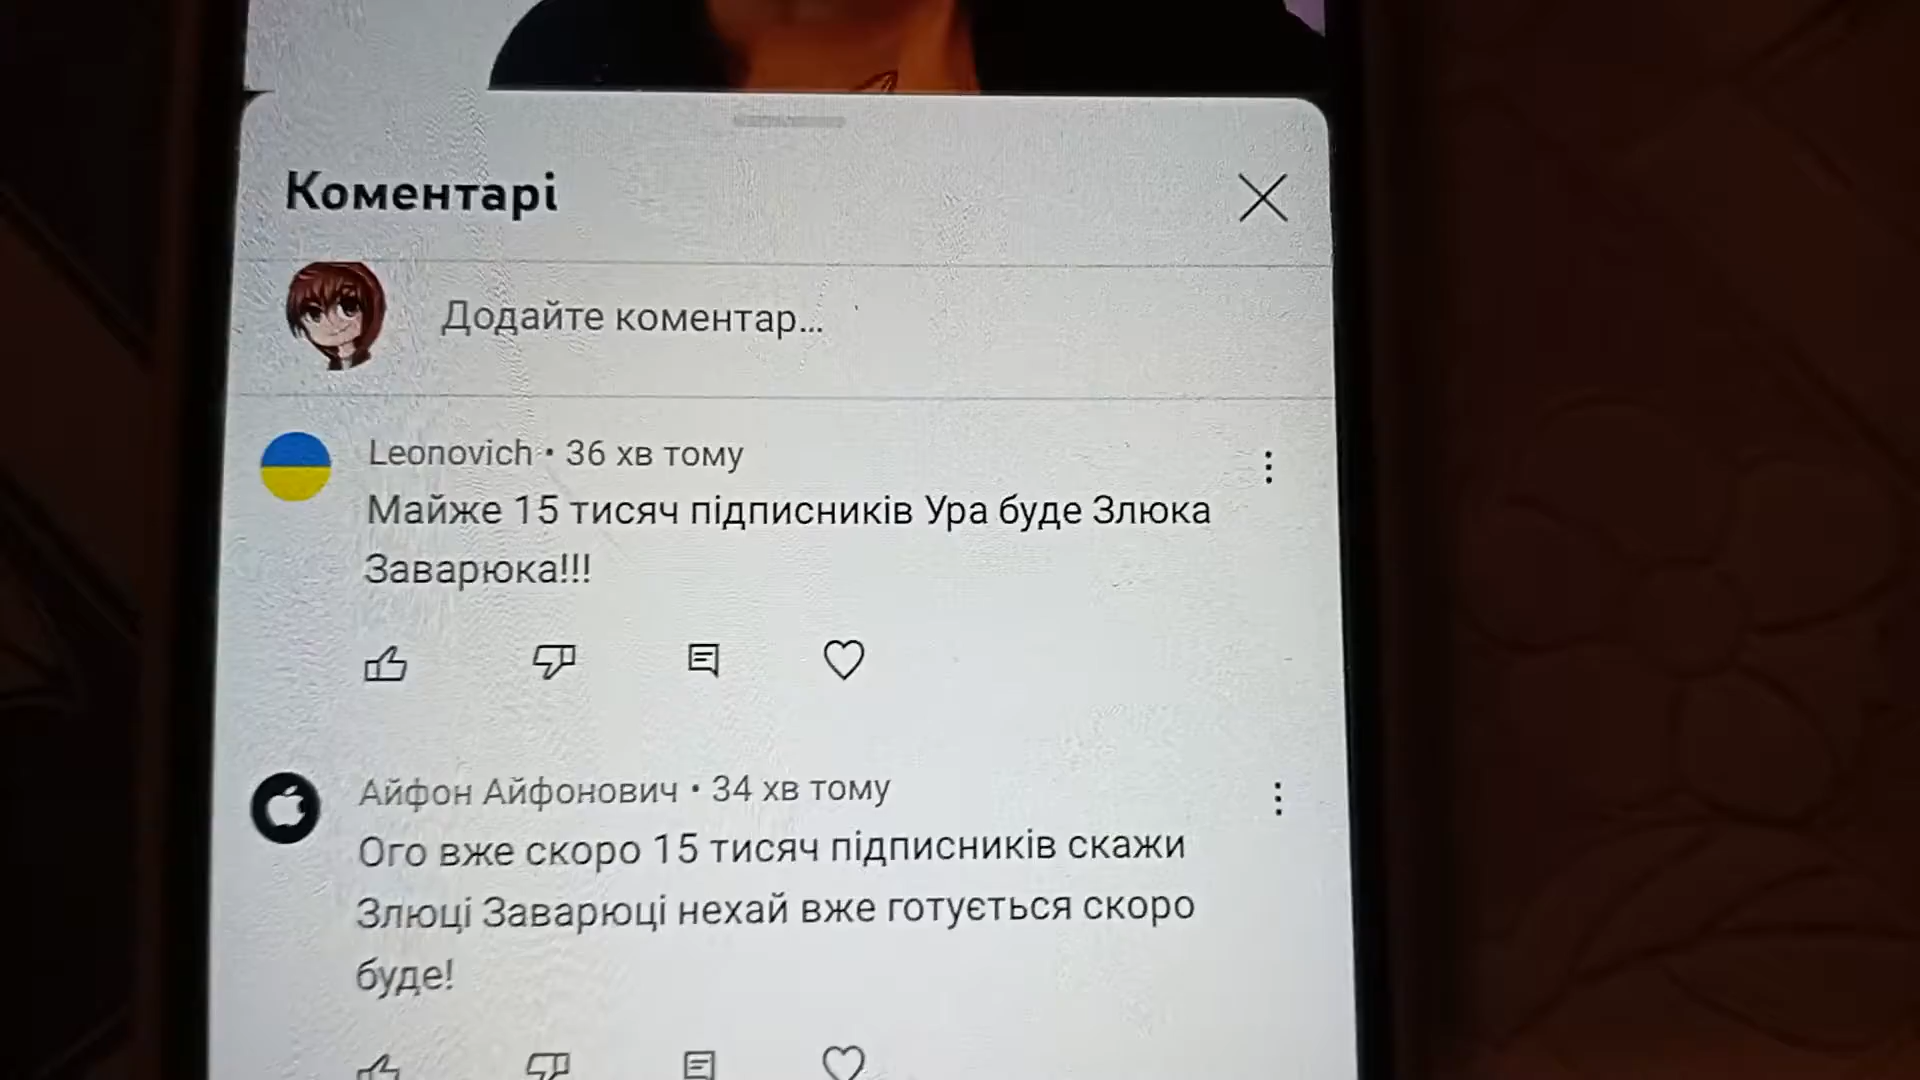 Коментарі
Додайте коментар...
Leonovich • 36 хв тому
Майже 15 тисяч підписників Ура буде Злюка
Заварюка!!!
Айфон Айфонович • 34 хв тому
Ого вже скоро 15 тисяч підписників скажи
Злюці Заварюці нехай вже готується скоро
буде!